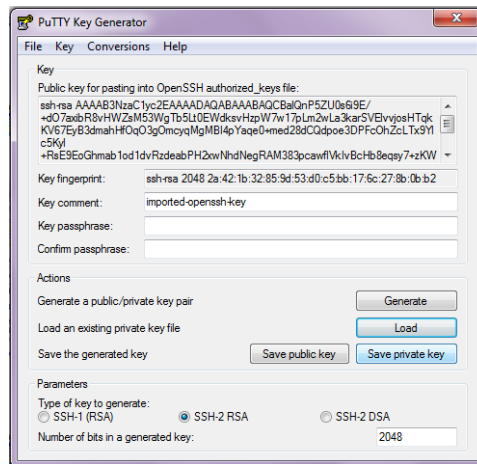 PuTTY Key Generator
File Key Conversions Help
Key
Public key for pasting into OpenSSH authorized_keys file:
ssh-rsa AAAAB3NzaC1yc2EAAAADAQABAAABAQCBalQnP5ZU0s6i9E/
+dO7axibR8vHWZsM53WgTb5Lt0EWdksvHzpW7w17pLm2wLa3karSVElvvjosHTqk
KV67EyB3dmahHfOqO3gOmcyqMgMBI4pYaqe0+med28dCQdpoe3DPFcOhZcLTx9Yl
c5Kyl
+RsE9EoGhmab1od1dvRzdeabPH2xwNhdNegRAM383pcawflVklvBcHb8eqsy7+zKW
Key fingerprint: ssh-rsa 2048 2a:42:1b:32:85:9d:53:d0:c5:bb:17:6c:27:8b:0b:b2
Key comment: imported-openssh-key
Key passphrase:
Confirm passphrase:
Actions
Generate a public/private key pair Generate
Load an existing private key file Load
Save the generated key Save public key Save private key
Parameters
Type of key to generate:
SSH-1 (RSA) SSH-2 RSA SSH-2 DSA
Number of bits in a generated key: 2048